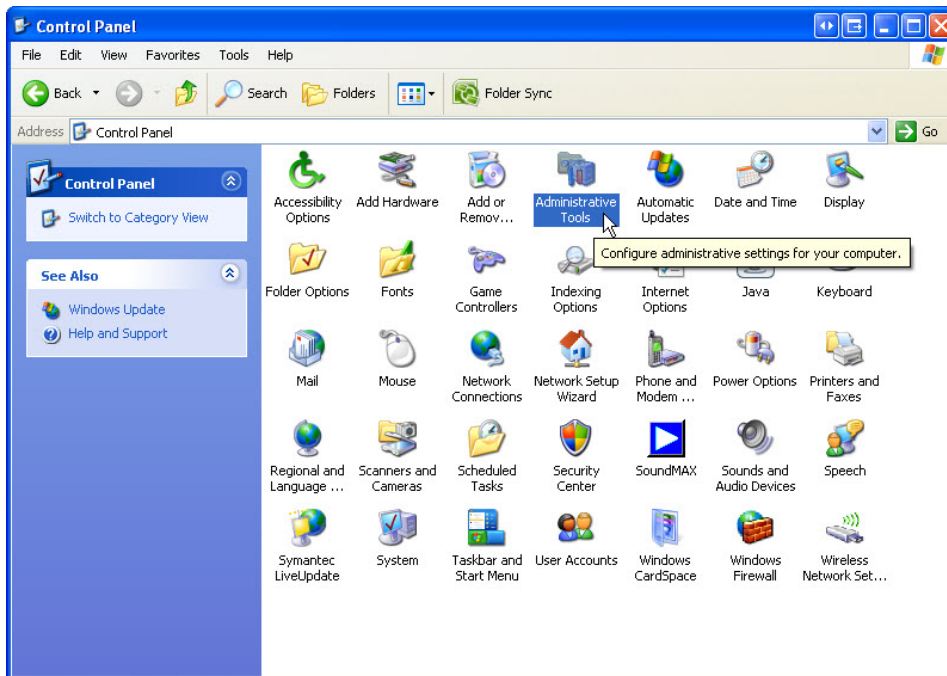 Control Panel
File Edit View Favorites Tools Help
Back Search Folders Folder Sync
Address Control Panel Go
Control Panel
Switch to Category View
See Also
Windows Update
Help and Support
Accessibility Options
Add Hardware
Add or Remov...
Administrative Tools
Automatic Updates
Date and Time
Display
Configure administrative settings for your computer.
Folder Options
Fonts
Game Controllers
Indexing Options
Internet Options
Java
Keyboard
Mail
Mouse
Network Connections
Network Setup Wizard
Phone and Modem ...
Power Options
Printers and Faxes
Regional and Language ...
Scanners and Cameras
Scheduled Tasks
Security Center
SoundMAX
Sounds and Audio Devices
Speech
Symantec LiveUpdate
System
Taskbar and Start Menu
User Accounts
Windows CardSpace
Windows Firewall
Wireless Network Set...